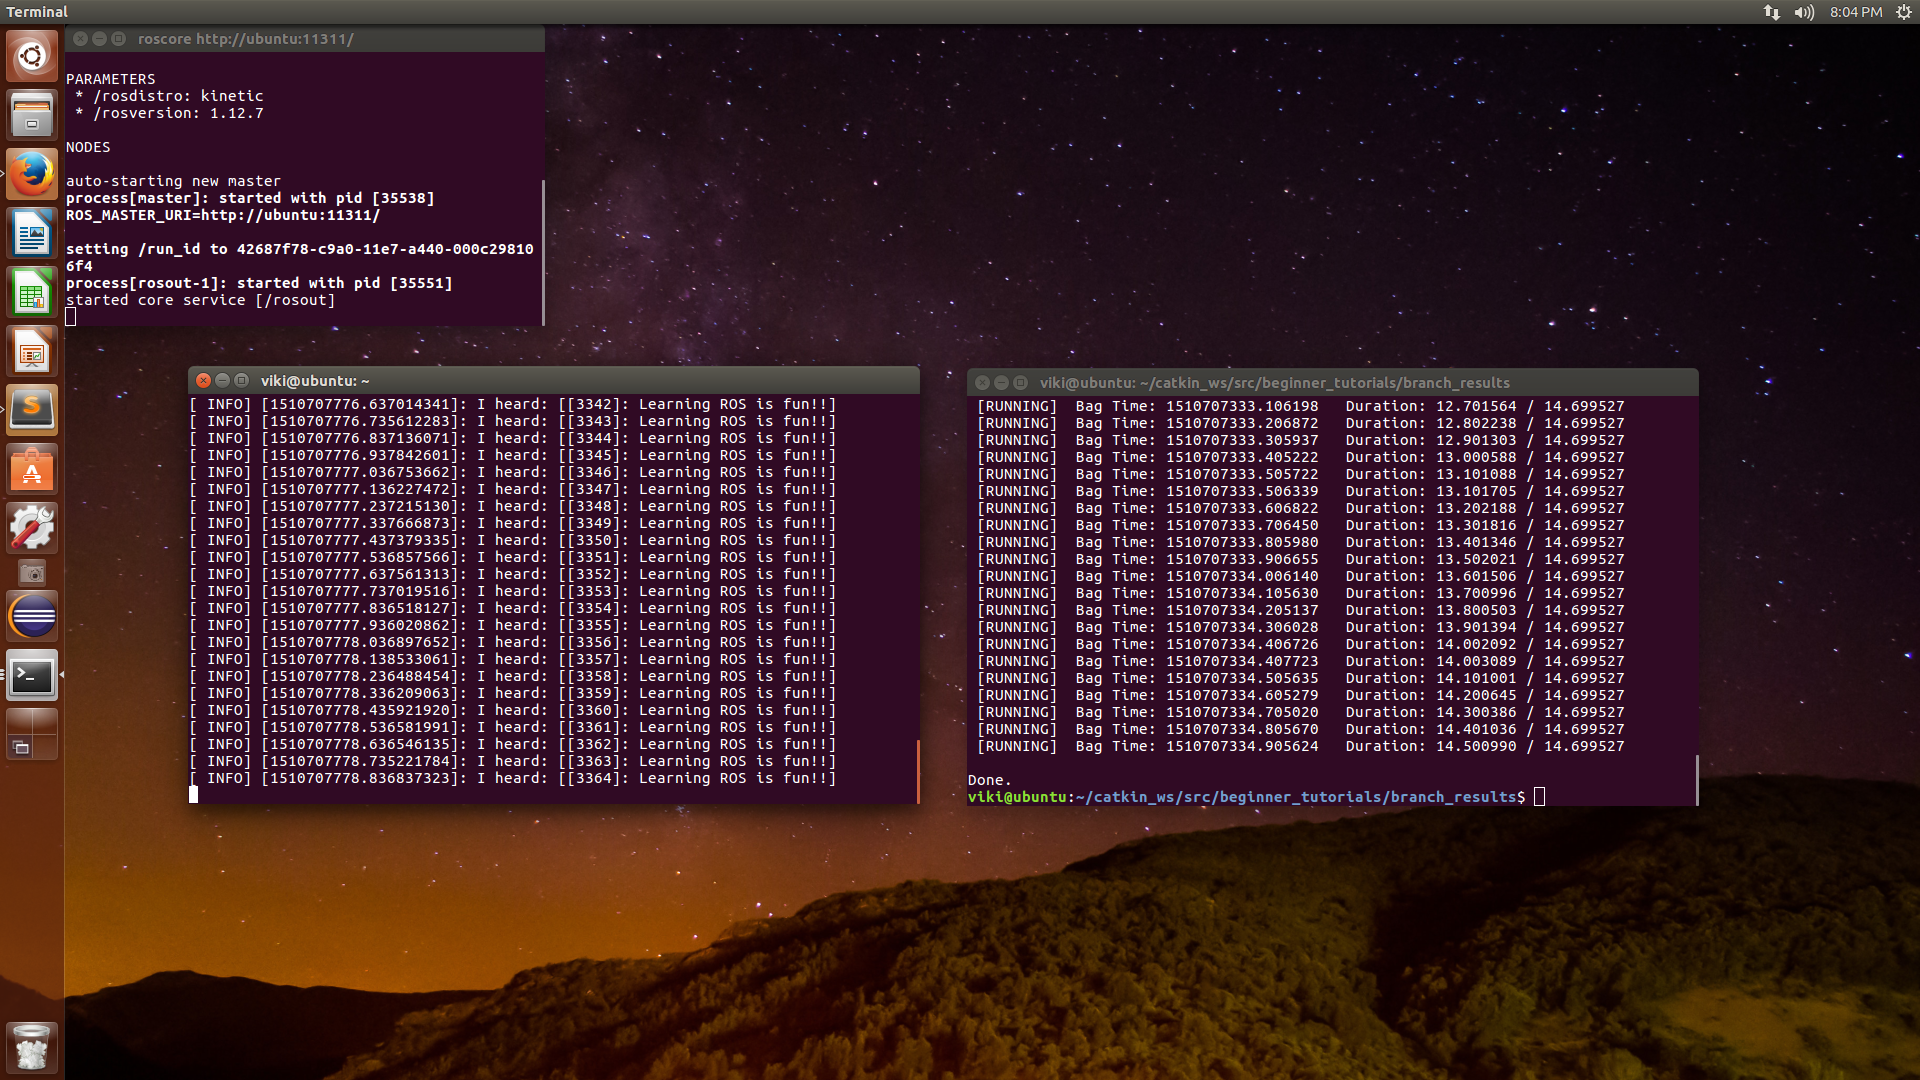 Terminal
8:04 PM
roscore http://ubuntu:11311/
PARAMETERS
* /rosdistro: kinetic
* /rosversion: 1.12.7
NODES
auto-starting new master
process[master]: started with pid [35538]
ROS_MASTER_URI=http://ubuntu:11311/
setting /run_id to 42687f78-c9a0-11e7-a440-000c29810
6f4
process[rosout-1]: started with pid [35551]
started core service [/rosout]
viki@ubuntu: ~
[ INFO] [1510707776.637014341]: I heard: [[3342]: Learning ROS is fun!!]
[ INFO] [1510707776.735612283]: I heard: [[3343]: Learning ROS is fun!!]
[ INFO] [1510707776.837136071]: I heard: [[3344]: Learning ROS is fun!!]
[ INFO] [1510707776.937842601]: I heard: [[3345]: Learning ROS is fun!!]
[ INFO] [1510707777.036753662]: I heard: [[3346]: Learning ROS is fun!!]
[ INFO] [1510707777.136227472]: I heard: [[3347]: Learning ROS is fun!!]
[ INFO] [1510707777.237215130]: I heard: [[3348]: Learning ROS is fun!!]
[ INFO] [1510707777.337666873]: I heard: [[3349]: Learning ROS is fun!!]
[ INFO] [1510707777.437379335]: I heard: [[3350]: Learning ROS is fun!!]
[ INFO] [1510707777.536857566]: I heard: [[3351]: Learning ROS is fun!!]
[ INFO] [1510707777.637561313]: I heard: [[3352]: Learning ROS is fun!!]
[ INFO] [1510707777.737019516]: I heard: [[3353]: Learning ROS is fun!!]
[ INFO] [1510707777.836518127]: I heard: [[3354]: Learning ROS is fun!!]
[ INFO] [1510707777.936020862]: I heard: [[3355]: Learning ROS is fun!!]
[ INFO] [1510707778.036897652]: I heard: [[3356]: Learning ROS is fun!!]
[ INFO] [1510707778.138533061]: I heard: [[3357]: Learning ROS is fun!!]
[ INFO] [1510707778.236488454]: I heard: [[3358]: Learning ROS is fun!!]
[ INFO] [1510707778.336209063]: I heard: [[3359]: Learning ROS is fun!!]
[ INFO] [1510707778.435921920]: I heard: [[3360]: Learning ROS is fun!!]
[ INFO] [1510707778.536581991]: I heard: [[3361]: Learning ROS is fun!!]
[ INFO] [1510707778.636546135]: I heard: [[3362]: Learning ROS is fun!!]
[ INFO] [1510707778.735221784]: I heard: [[3363]: Learning ROS is fun!!]
[ INFO] [1510707778.836837323]: I heard: [[3364]: Learning ROS is fun!!]
viki@ubuntu: ~/catkin_ws/src/beginner_tutorials/branch_results
[RUNNING]  Bag Time: 1510707333.106198   Duration: 12.701564 / 14.699527
[RUNNING]  Bag Time: 1510707333.206872   Duration: 12.802238 / 14.699527
[RUNNING]  Bag Time: 1510707333.305937   Duration: 12.901303 / 14.699527
[RUNNING]  Bag Time: 1510707333.405222   Duration: 13.000588 / 14.699527
[RUNNING]  Bag Time: 1510707333.505722   Duration: 13.101088 / 14.699527
[RUNNING]  Bag Time: 1510707333.506339   Duration: 13.101705 / 14.699527
[RUNNING]  Bag Time: 1510707333.606822   Duration: 13.202188 / 14.699527
[RUNNING]  Bag Time: 1510707333.706450   Duration: 13.301816 / 14.699527
[RUNNING]  Bag Time: 1510707333.805980   Duration: 13.401346 / 14.699527
[RUNNING]  Bag Time: 1510707333.906655   Duration: 13.502021 / 14.699527
[RUNNING]  Bag Time: 1510707334.006140   Duration: 13.601506 / 14.699527
[RUNNING]  Bag Time: 1510707334.105630   Duration: 13.700996 / 14.699527
[RUNNING]  Bag Time: 1510707334.205137   Duration: 13.800503 / 14.699527
[RUNNING]  Bag Time: 1510707334.306028   Duration: 13.901394 / 14.699527
[RUNNING]  Bag Time: 1510707334.406726   Duration: 14.002092 / 14.699527
[RUNNING]  Bag Time: 1510707334.407723   Duration: 14.003089 / 14.699527
[RUNNING]  Bag Time: 1510707334.505635   Duration: 14.101001 / 14.699527
[RUNNING]  Bag Time: 1510707334.605279   Duration: 14.200645 / 14.699527
[RUNNING]  Bag Time: 1510707334.705020   Duration: 14.300386 / 14.699527
[RUNNING]  Bag Time: 1510707334.805670   Duration: 14.401036 / 14.699527
[RUNNING]  Bag Time: 1510707334.905624   Duration: 14.500990 / 14.699527
Done.
viki@ubuntu:~/catkin_ws/src/beginner_tutorials/branch_results$